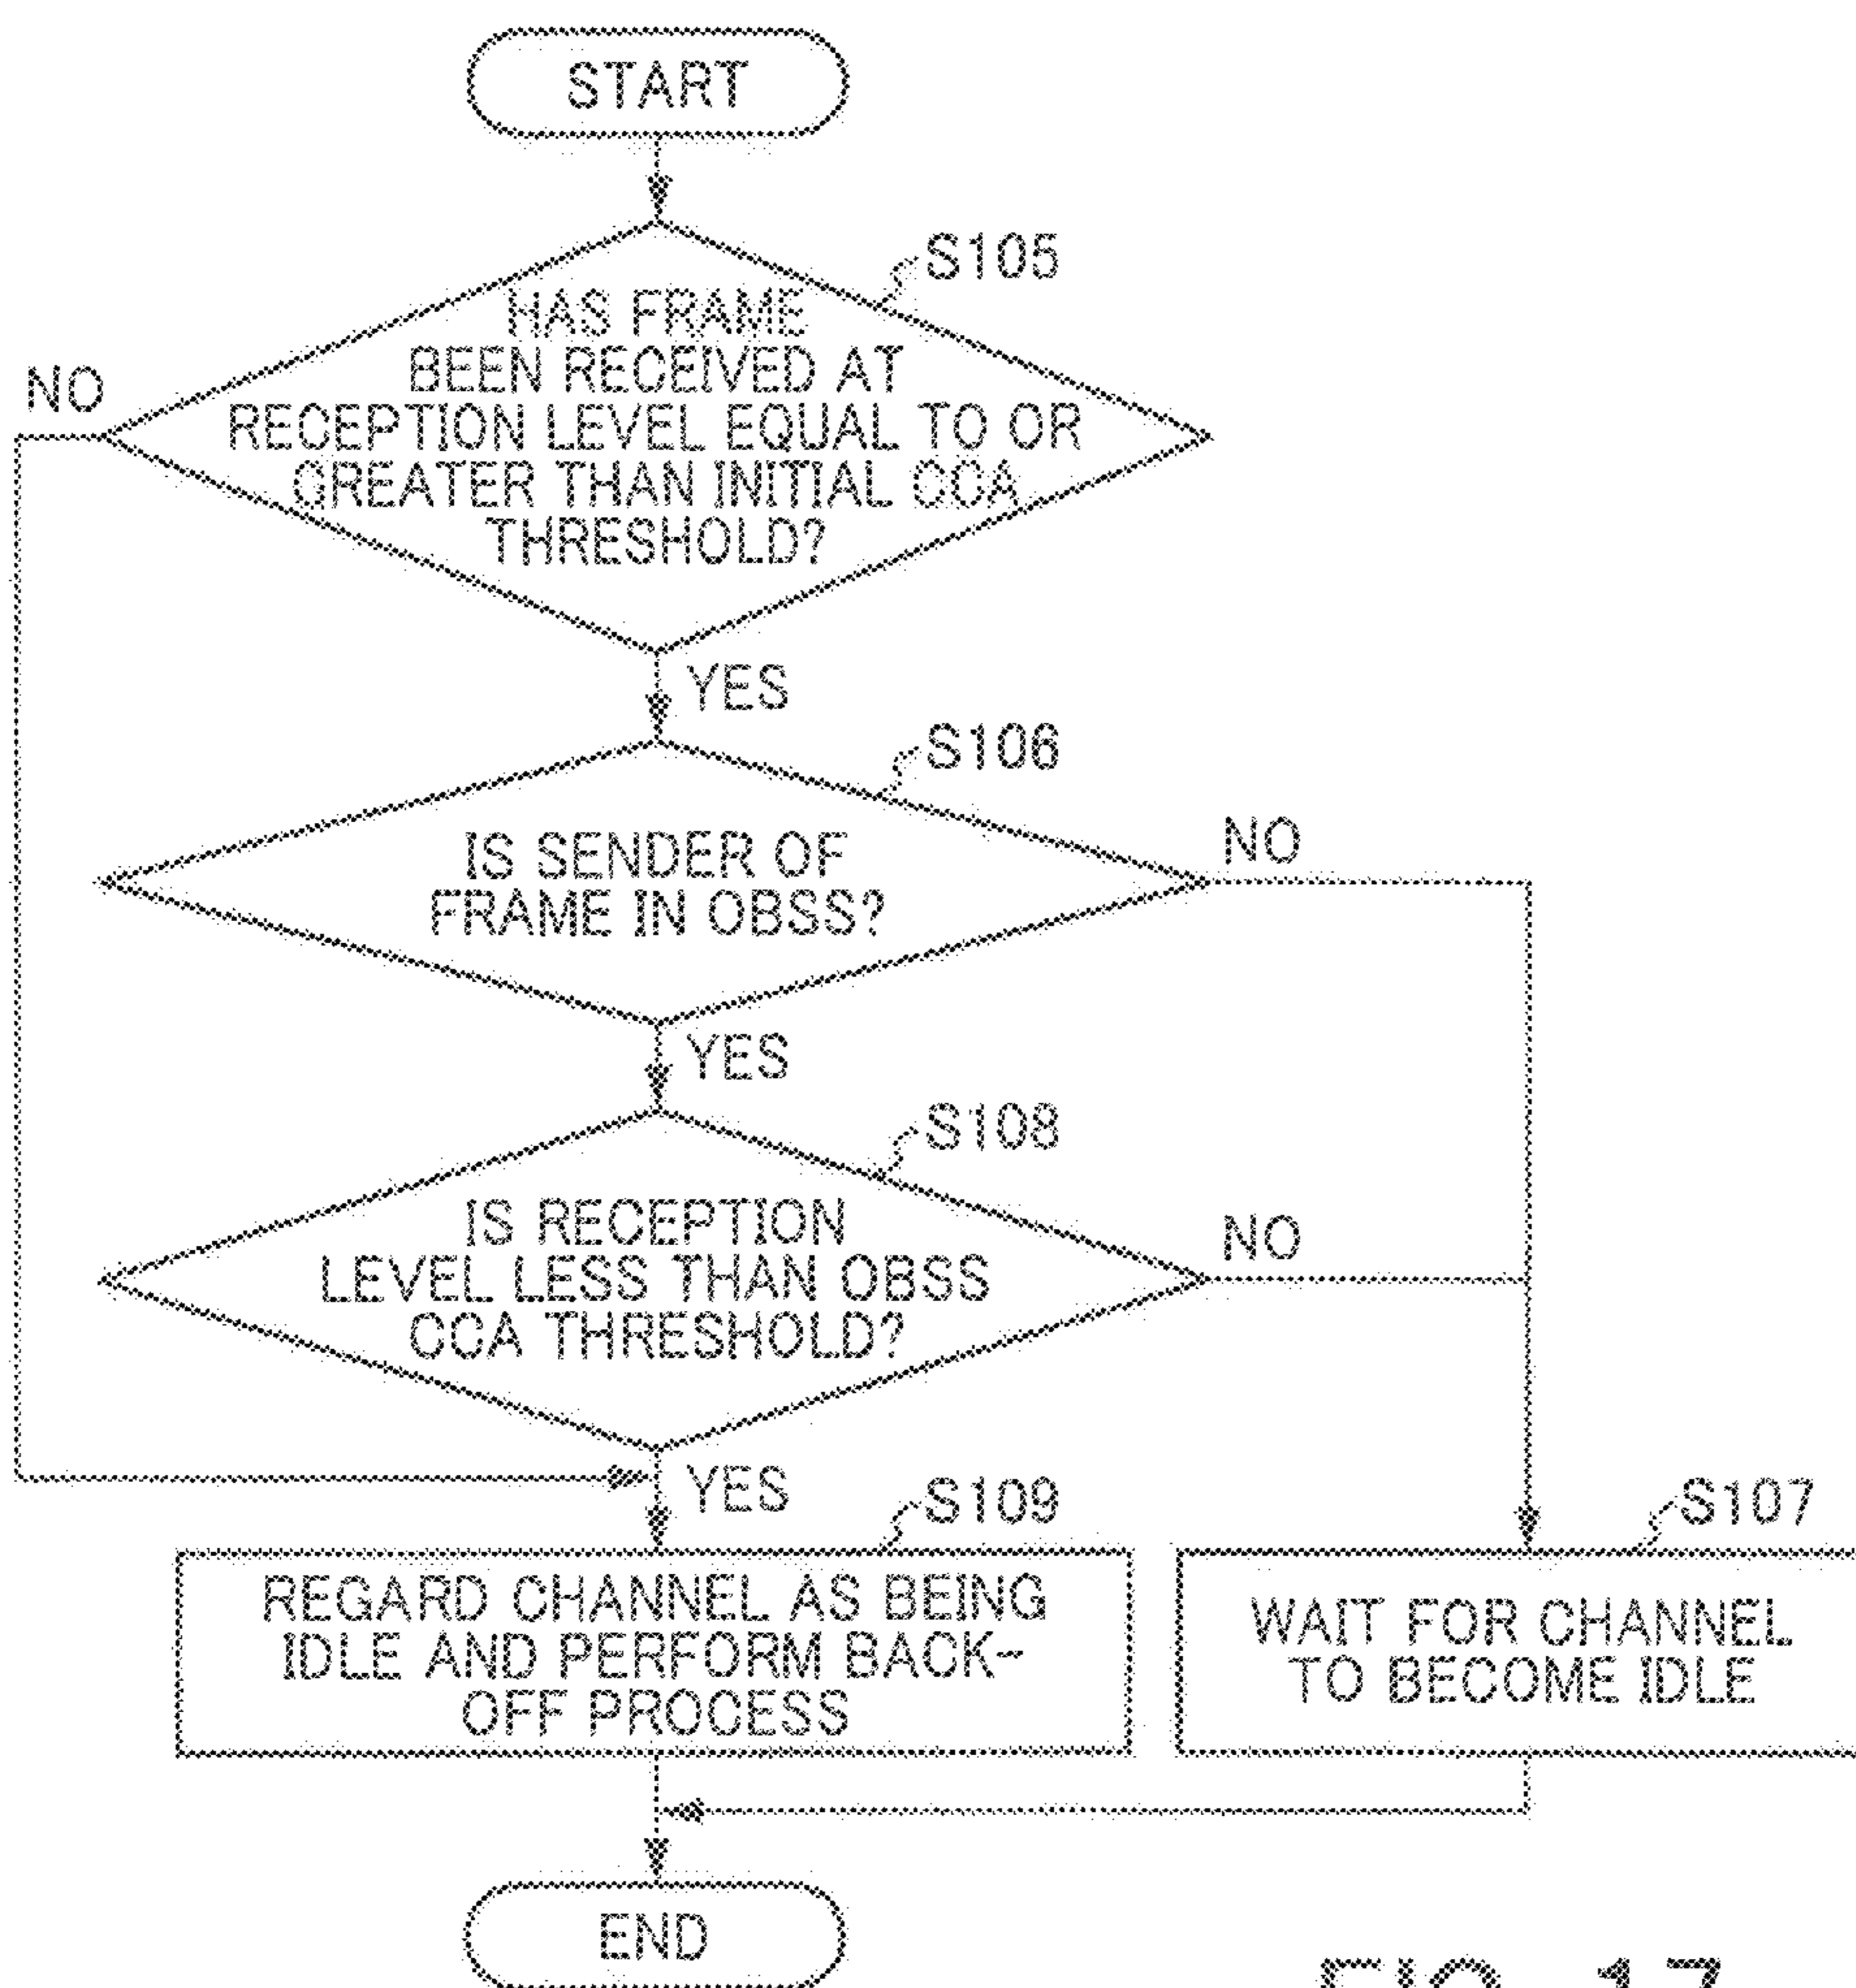 START
S105
HAS FRAME
BEEN RECEIVED AT
RECEPTION LEVEL EQUAL TO OR
GREATER THAN INITIAL CCA
THRESHOLD?
NO
YES
S106
IS SENDER OF
FRAME IN OBSS?
NO
YES
S108
IS RECEPTION
LEVEL LESS THAN OBSS
CCA THRESHOLD?
NO
YES
S109
REGARD CHANNEL AS BEING
IDLE AND PERFORM BACK-
OFF PROCESS
S107
WAIT FOR CHANNEL
TO BECOME IDLE
END
FIG. 17